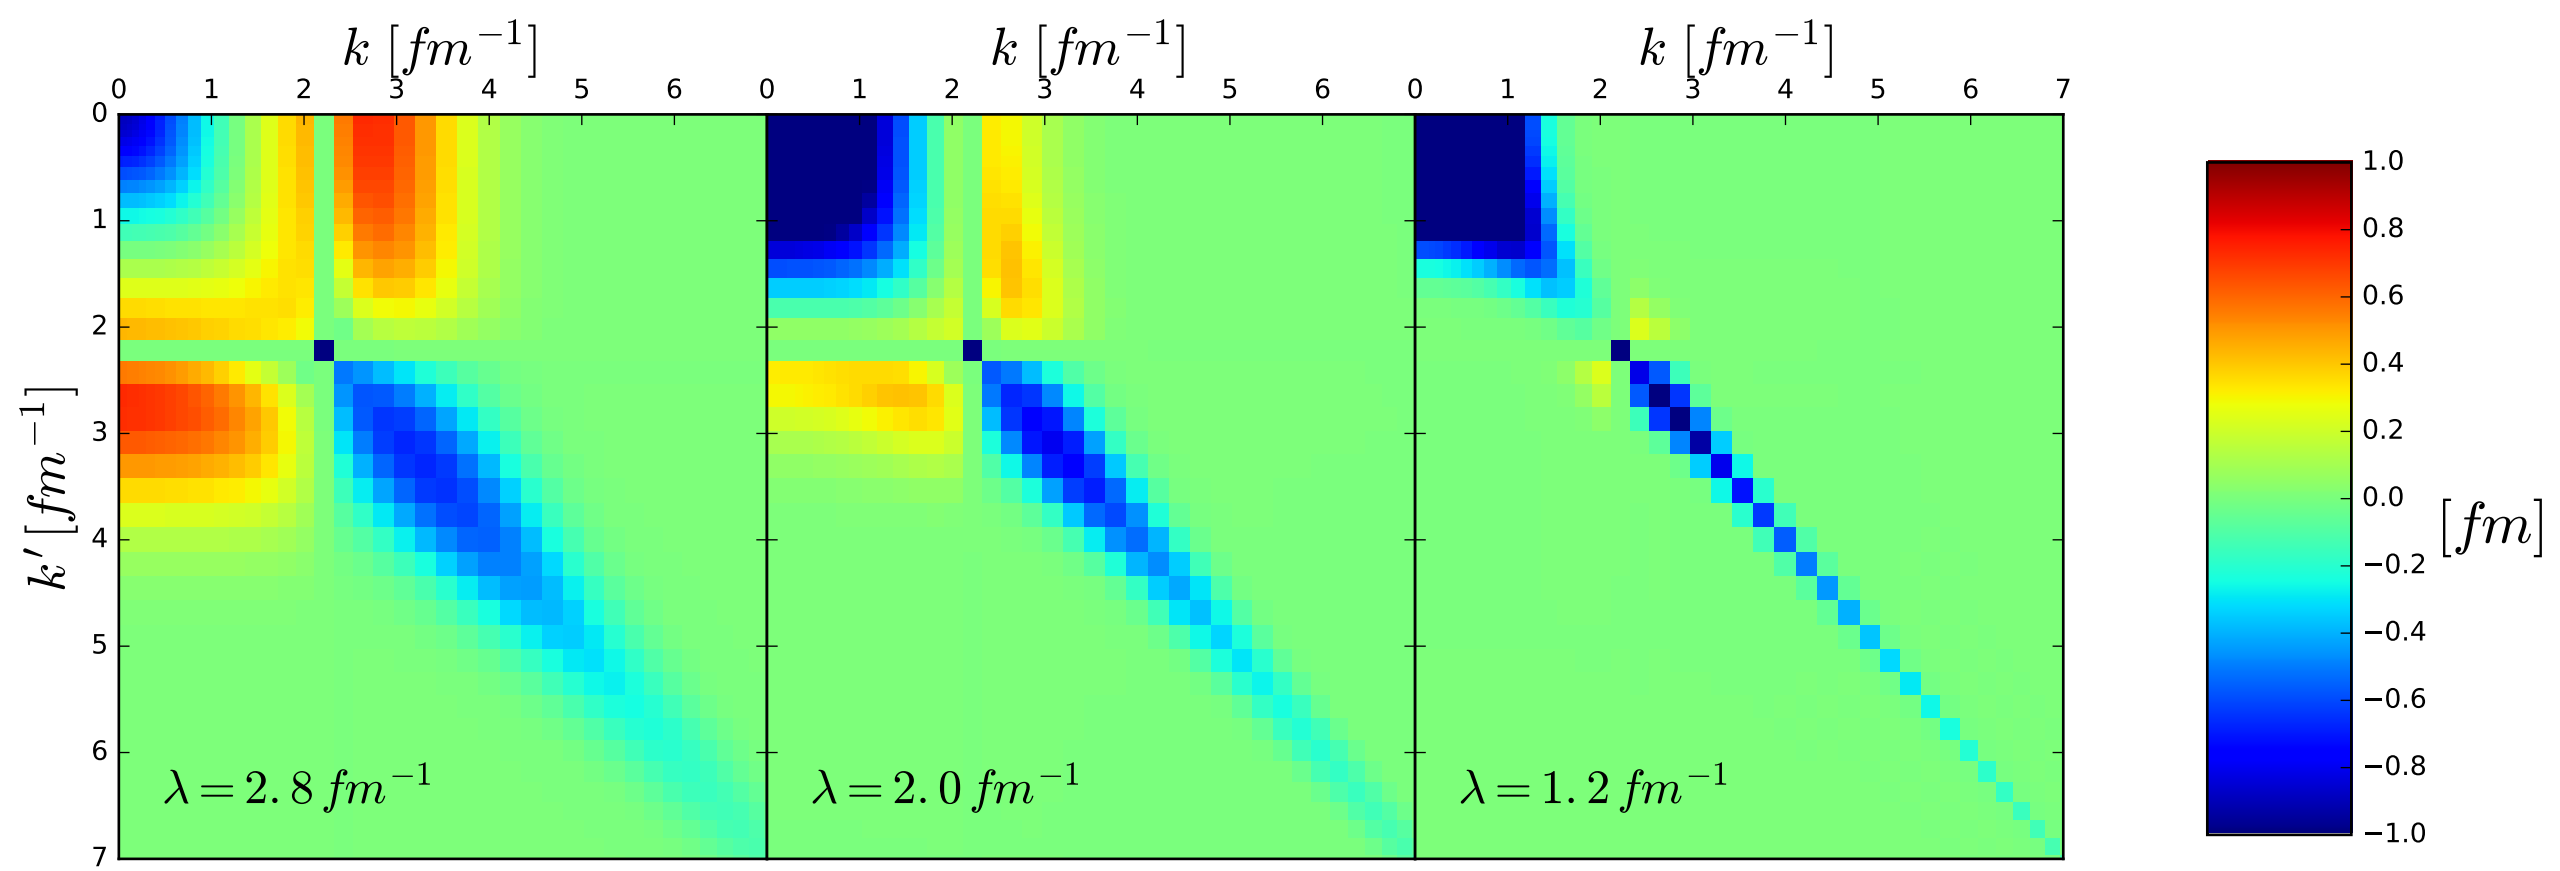 k [fm⁻¹] k [fm⁻¹] k [fm⁻¹]
0 1 2 3 4 5 6 0 1 2 3 4 5 6 0 1 2 3 4 5 6 7
0
1
2
3
4
5
6
7
k′ [fm⁻¹]
λ = 2.8 fm⁻¹
λ = 2.0 fm⁻¹
λ = 1.2 fm⁻¹
1.0
0.8
0.6
0.4
0.2
0.0
−0.2
−0.4
−0.6
−0.8
−1.0
[fm]